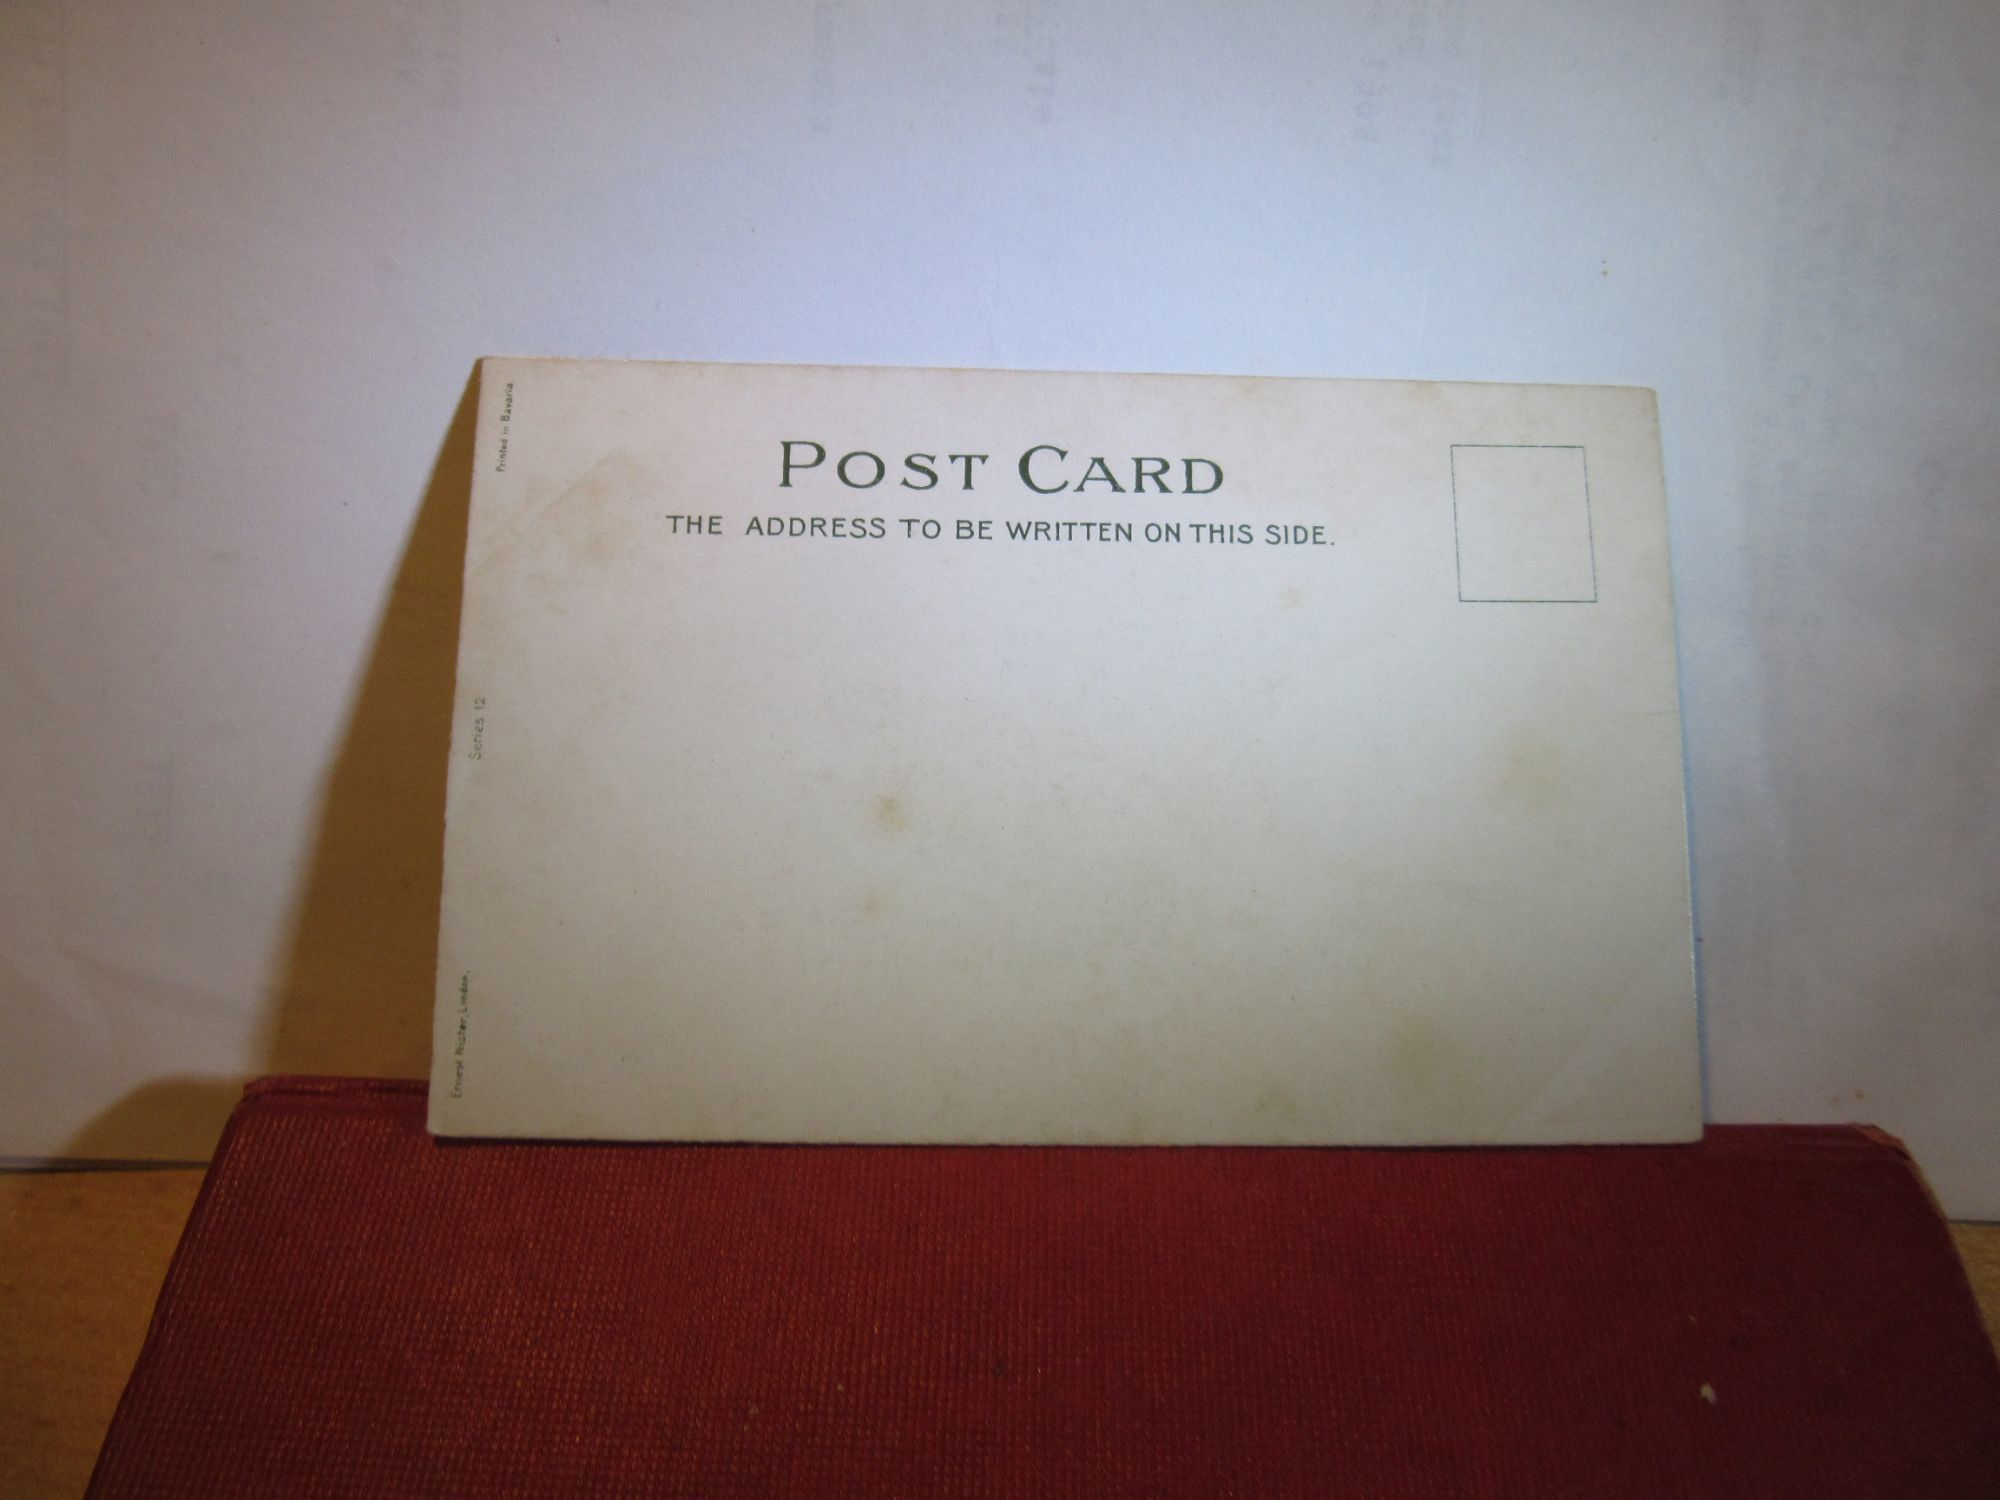 POST CARD
THE ADDRESS TO BE WRITTEN ON THIS SIDE.
Printed in Bavaria.
Series 12
Ernest Nister, London.